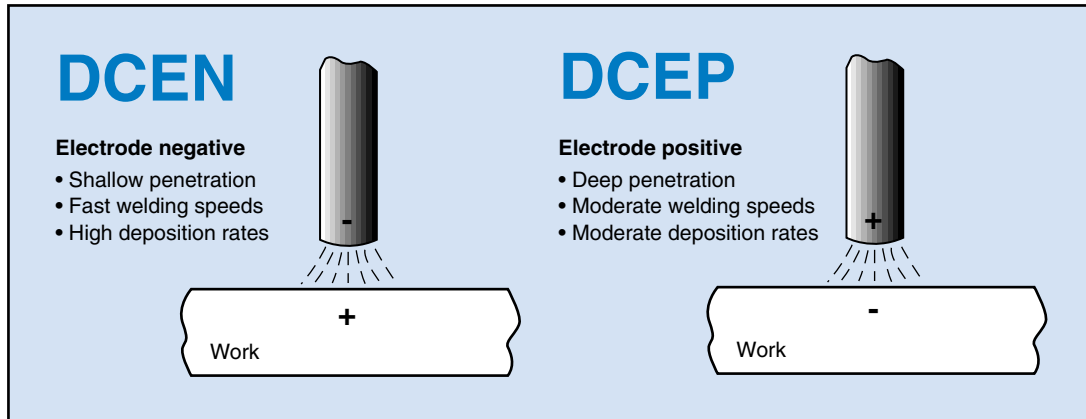 DCEN
Electrode negative
• Shallow penetration
• Fast welding speeds
• High deposition rates
-
+
Work
DCEP
Electrode positive
• Deep penetration
• Moderate welding speeds
• Moderate deposition rates
+
-
Work